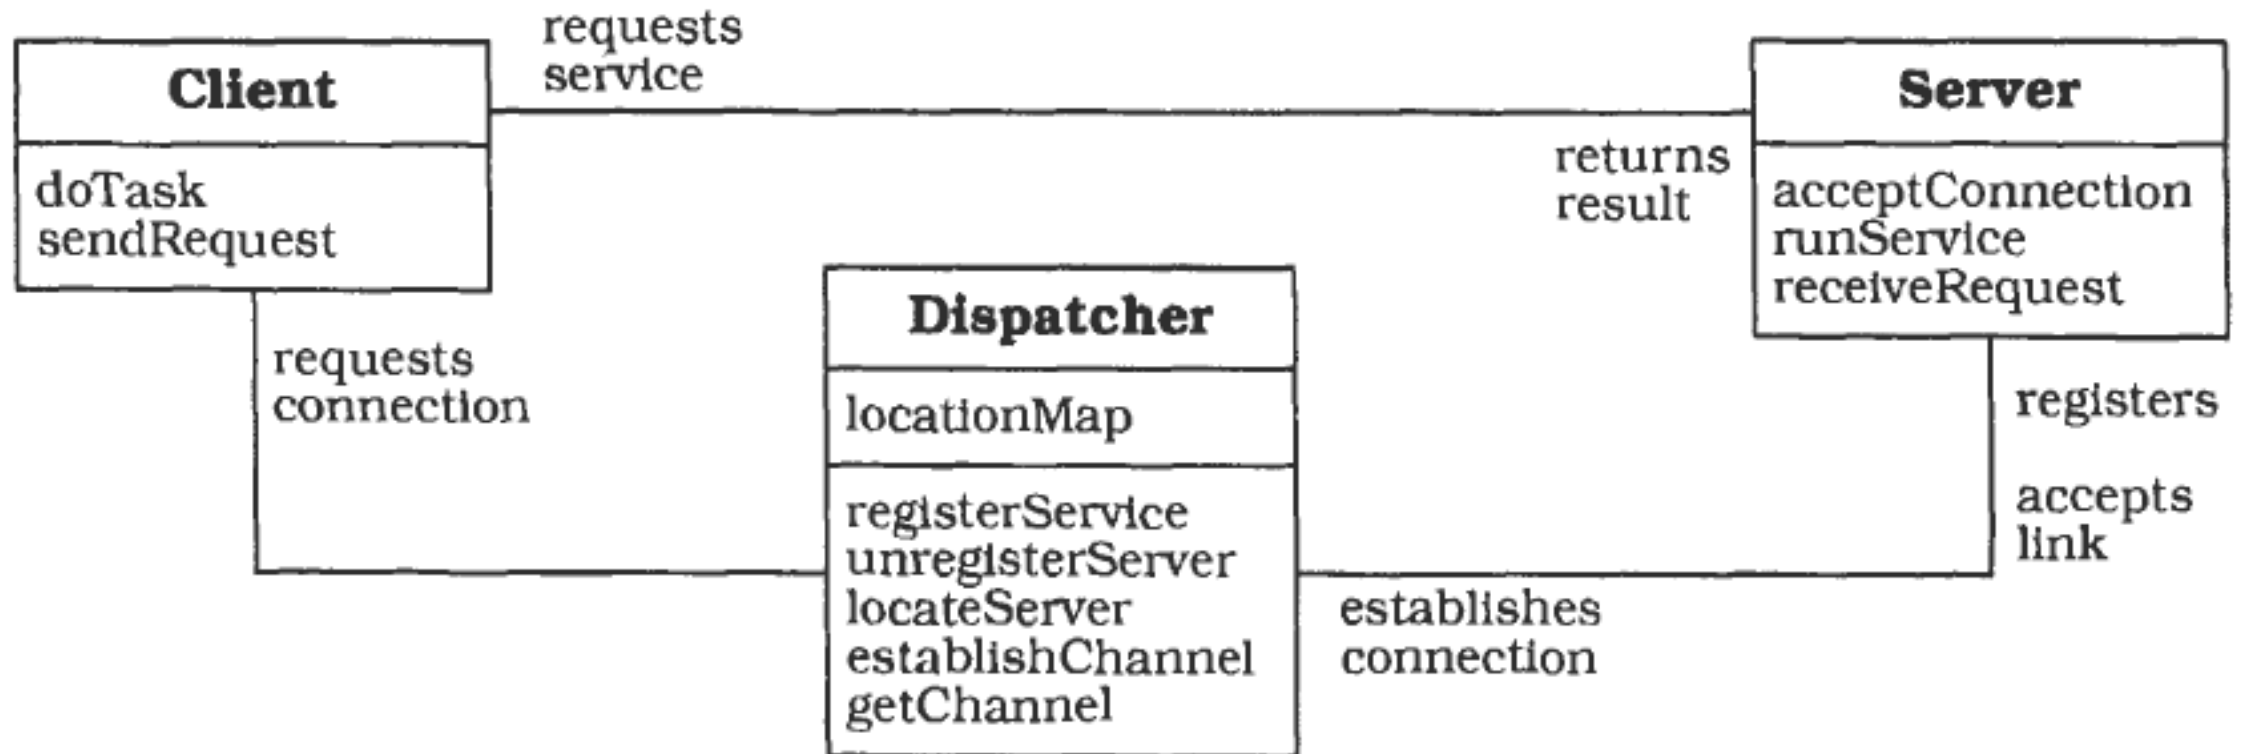 requests
service
Client
doTask
sendRequest
Server
returns
result
acceptConnection
runService
receiveRequest
Dispatcher
locationMap
registerService
unregisterServer
locateServer
establishChannel
getChannel
requests
connection
registers
accepts
link
establishes
connection